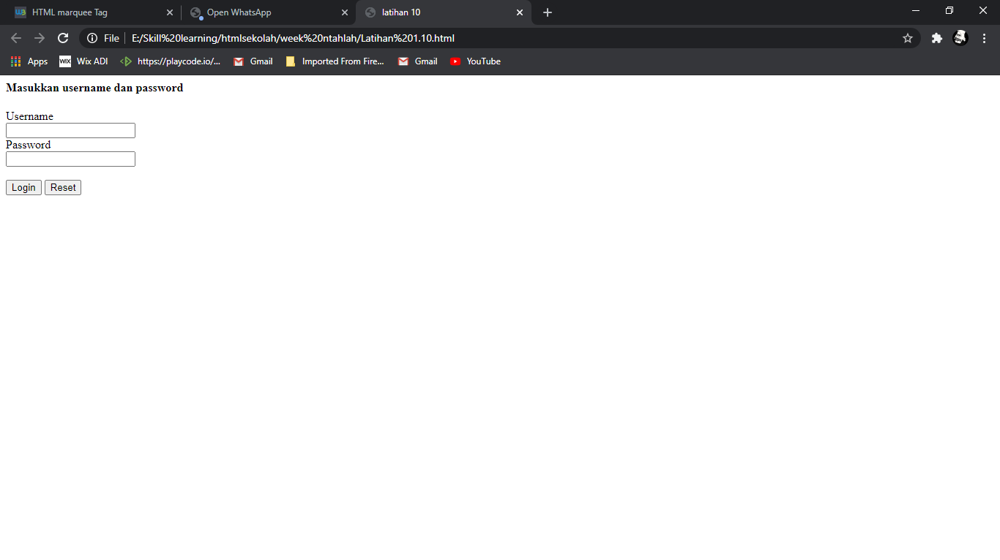 HTML marquee Tag
Open WhatsApp
latihan 10
File
E:/Skill%20learning/htmlsekolah/week%20ntahlah/Latihan%201.10.html
Apps
WIX Wix ADI
https://playcode.io/...
Gmail
Imported From Fire...
Gmail
YouTube
Masukkan username dan password
Username
Password
Login Reset